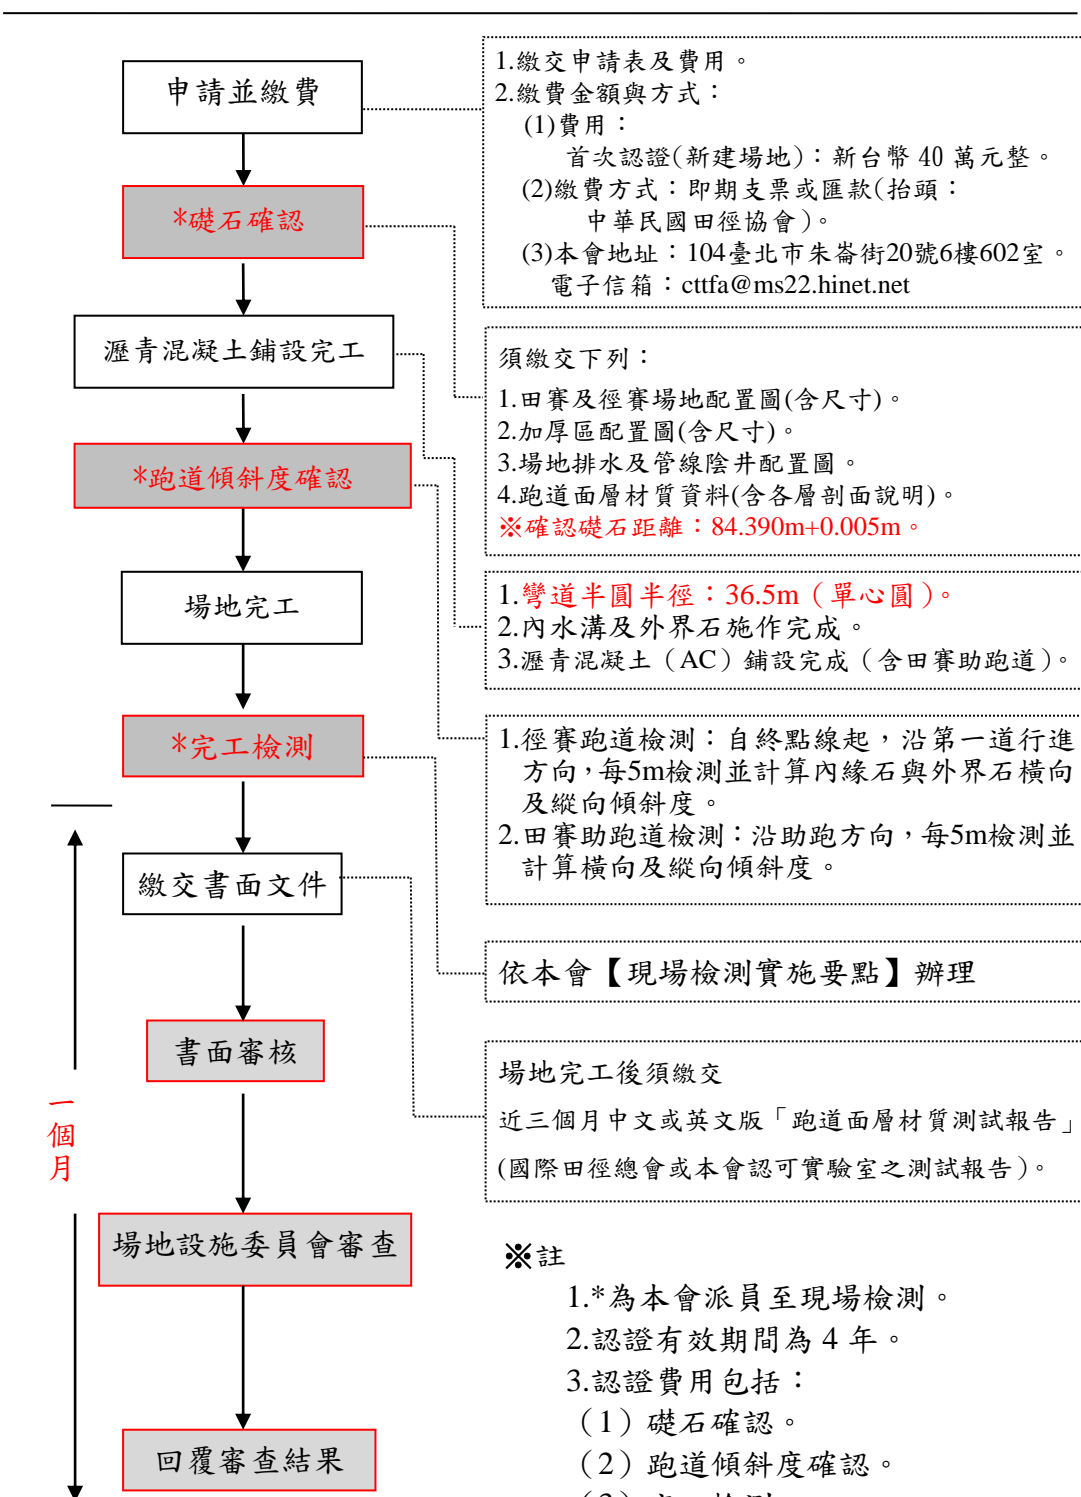 申請並繳費
*礎石確認
瀝青混凝土鋪設完工
*跑道傾斜度確認
場地完工
*完工檢測
繳交書面文件
書面審核
場地設施委員會審查
回覆審查結果
一個月
1.繳交申請表及費用。
2.繳費金額與方式：
(1)費用：
首次認證(新建場地)：新台幣 40 萬元整。
(2)繳費方式：即期支票或匯款(抬頭：
中華民國田徑協會)。
(3)本會地址：104臺北市朱崙街20號6樓602室。
電子信箱：cttfa@ms22.hinet.net
須繳交下列：
1.田賽及徑賽場地配置圖(含尺寸)。
2.加厚區配置圖(含尺寸)。
3.場地排水及管線陰井配置圖。
4.跑道面層材質資料(含各層剖面說明)。
※確認礎石距離：84.390m+0.005m。
1.彎道半圓半徑：36.5m（單心圓）。
2.內水溝及外界石施作完成。
3.瀝青混凝土（AC）鋪設完成（含田賽助跑道）。
1.徑賽跑道檢測：自終點線起，沿第一道行進
方向，每5m檢測並計算內緣石與外界石橫向
及縱向傾斜度。
2.田賽助跑道檢測：沿助跑方向，每5m檢測並
計算橫向及縱向傾斜度。
依本會【現場檢測實施要點】辦理
場地完工後須繳交
近三個月中文或英文版「跑道面層材質測試報告」
(國際田徑總會或本會認可實驗室之測試報告)。
※註
1.*為本會派員至現場檢測。
2.認證有效期間為 4 年。
3.認證費用包括：
（1）礎石確認。
（2）跑道傾斜度確認。